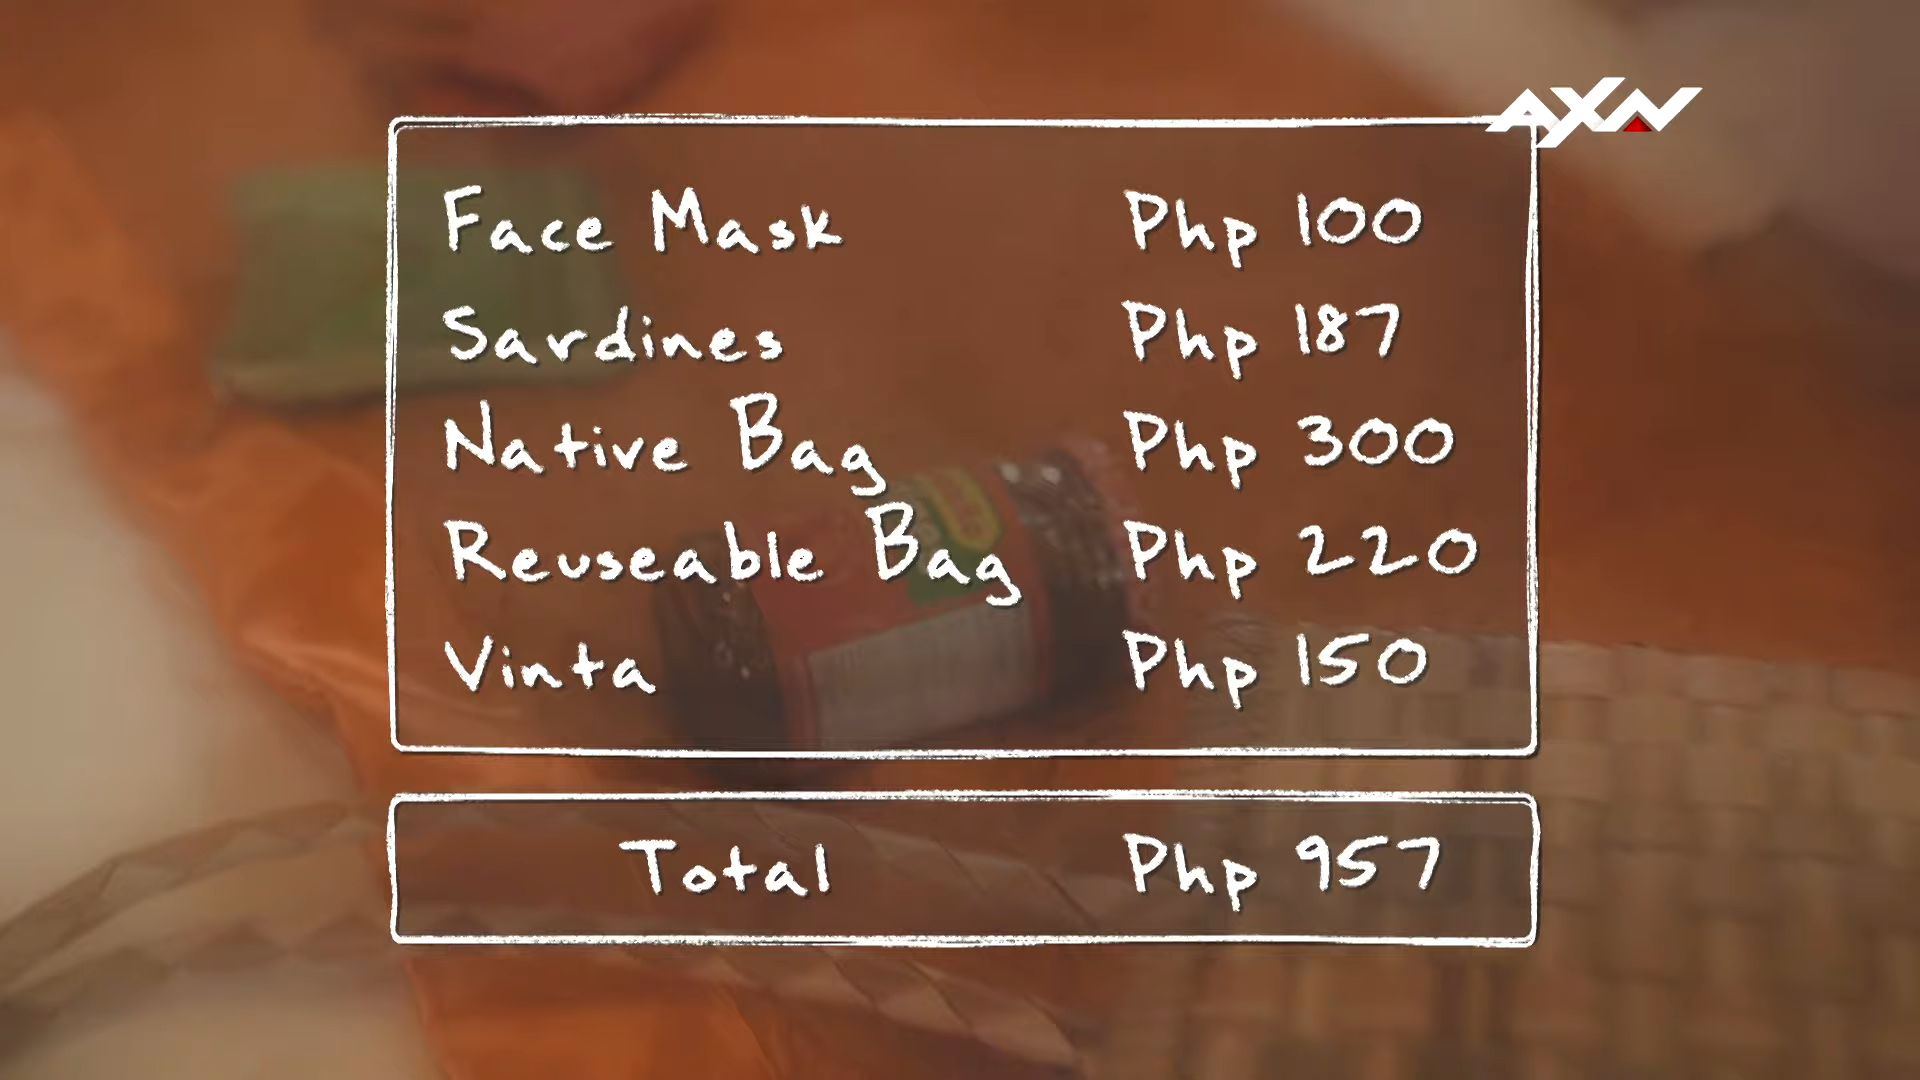 AXN
Face Mask Php 100
Sardines Php 187
Native Bag Php 300
Reuseable Bag Php 220
Vinta Php 150
Total Php 957